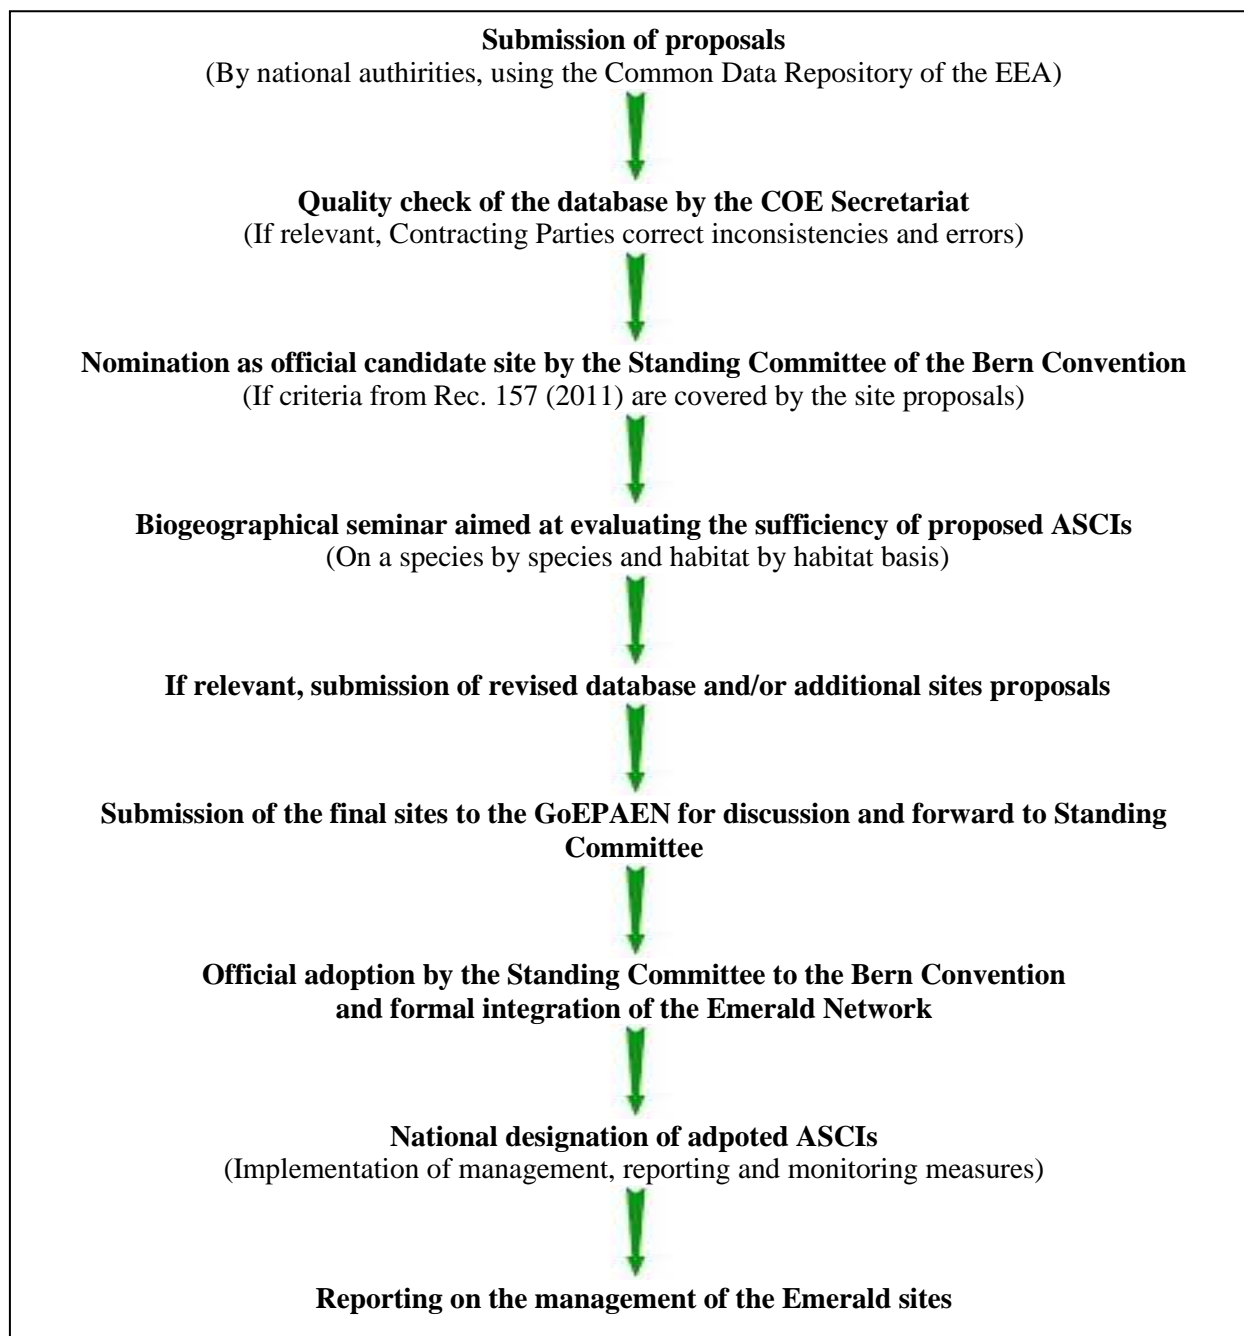 Submission of proposals
(By national authirities, using the Common Data Repository of the EEA)
Quality check of the database by the COE Secretariat
(If relevant, Contracting Parties correct inconsistencies and errors)
Nomination as official candidate site by the Standing Committee of the Bern Convention
(If criteria from Rec. 157 (2011) are covered by the site proposals)
Biogeographical seminar aimed at evaluating the sufficiency of proposed ASCIs
(On a species by species and habitat by habitat basis)
If relevant, submission of revised database and/or additional sites proposals
Submission of the final sites to the GoEPAEN for discussion and forward to Standing
Committee
Official adoption by the Standing Committee to the Bern Convention
and formal integration of the Emerald Network
National designation of adpoted ASCIs
(Implementation of management, reporting and monitoring measures)
Reporting on the management of the Emerald sites